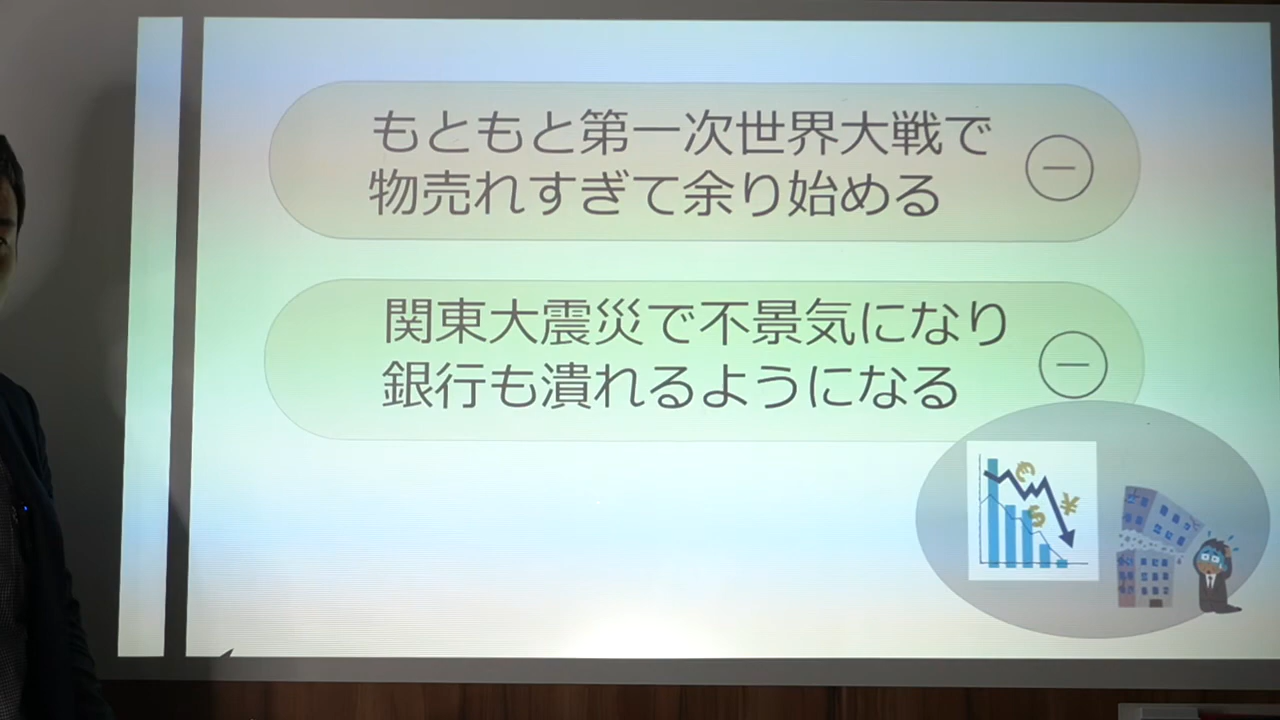 もともと第一次世界大戦で
物売れすぎて余り始める
関東大震災で不景気になり
銀行も潰れるようになる
€
$
¥